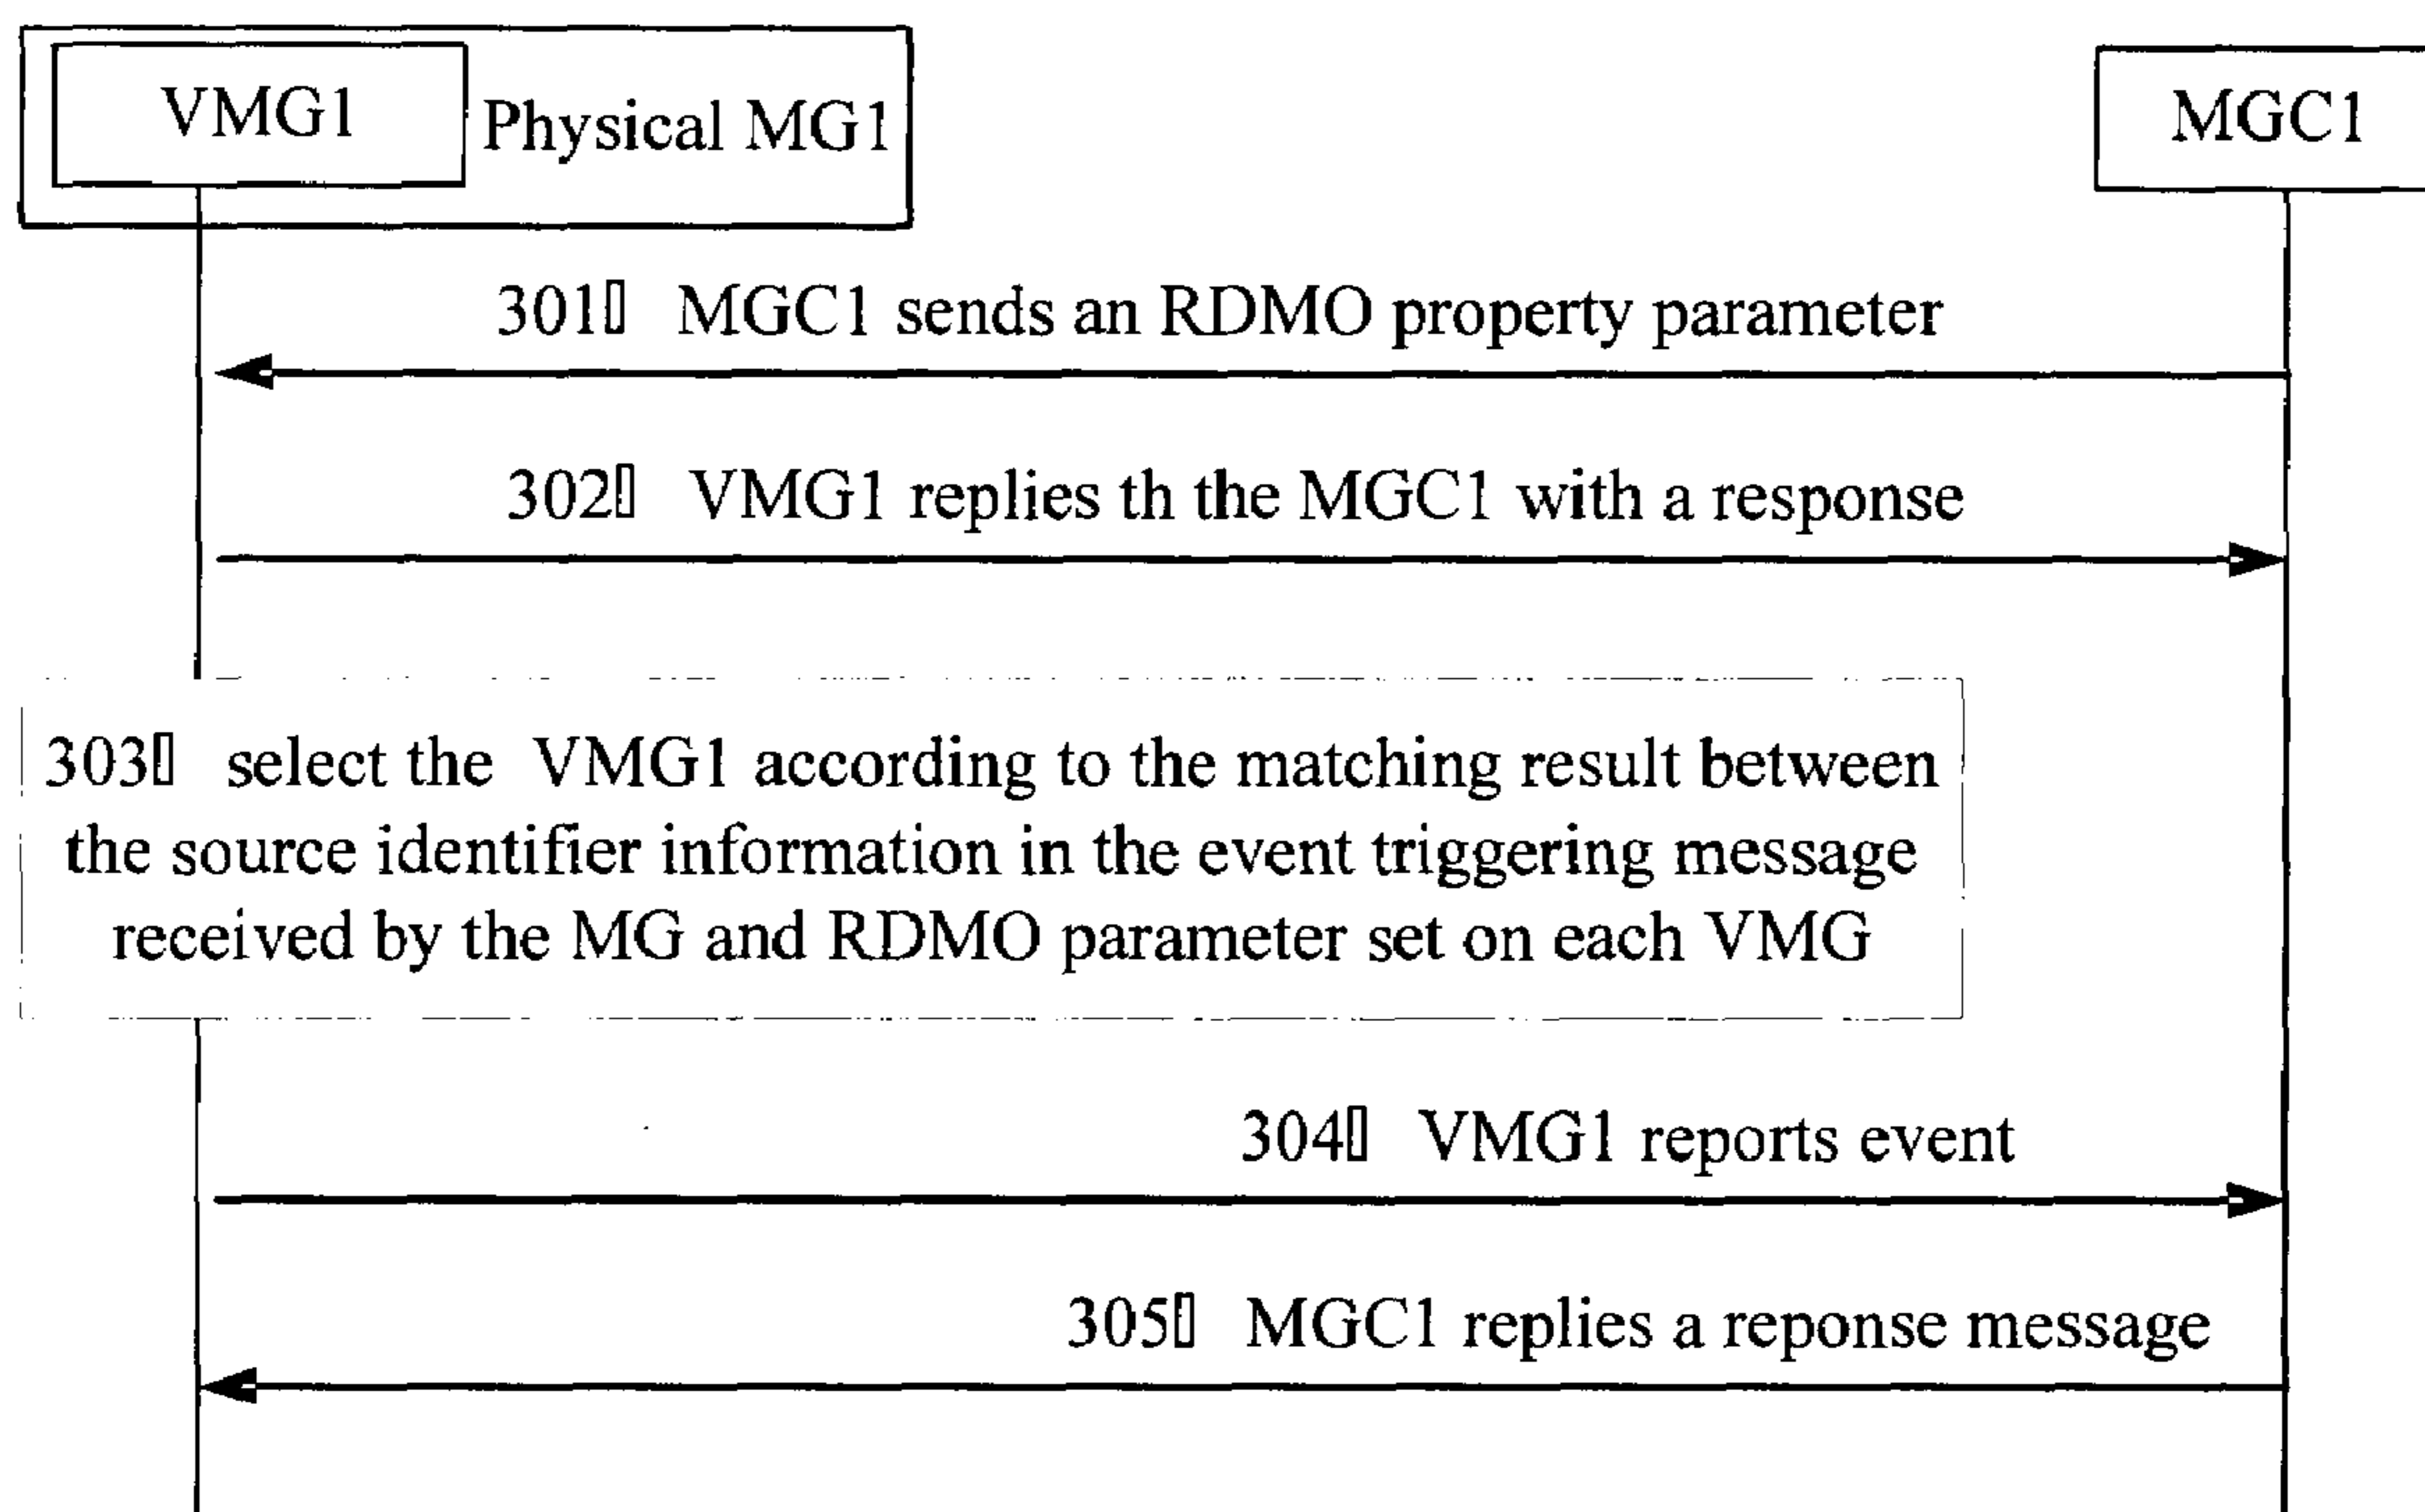 VMG1
Physical MG1
MGC1
301▯ MGC1 sends an RDMO property parameter
302▯ VMG1 replies th the MGC1 with a response
303▯ select the VMG1 according to the matching result between
the source identifier information in the event triggering message
received by the MG and RDMO parameter set on each VMG
304▯ VMG1 reports event
305▯ MGC1 replies a reponse message